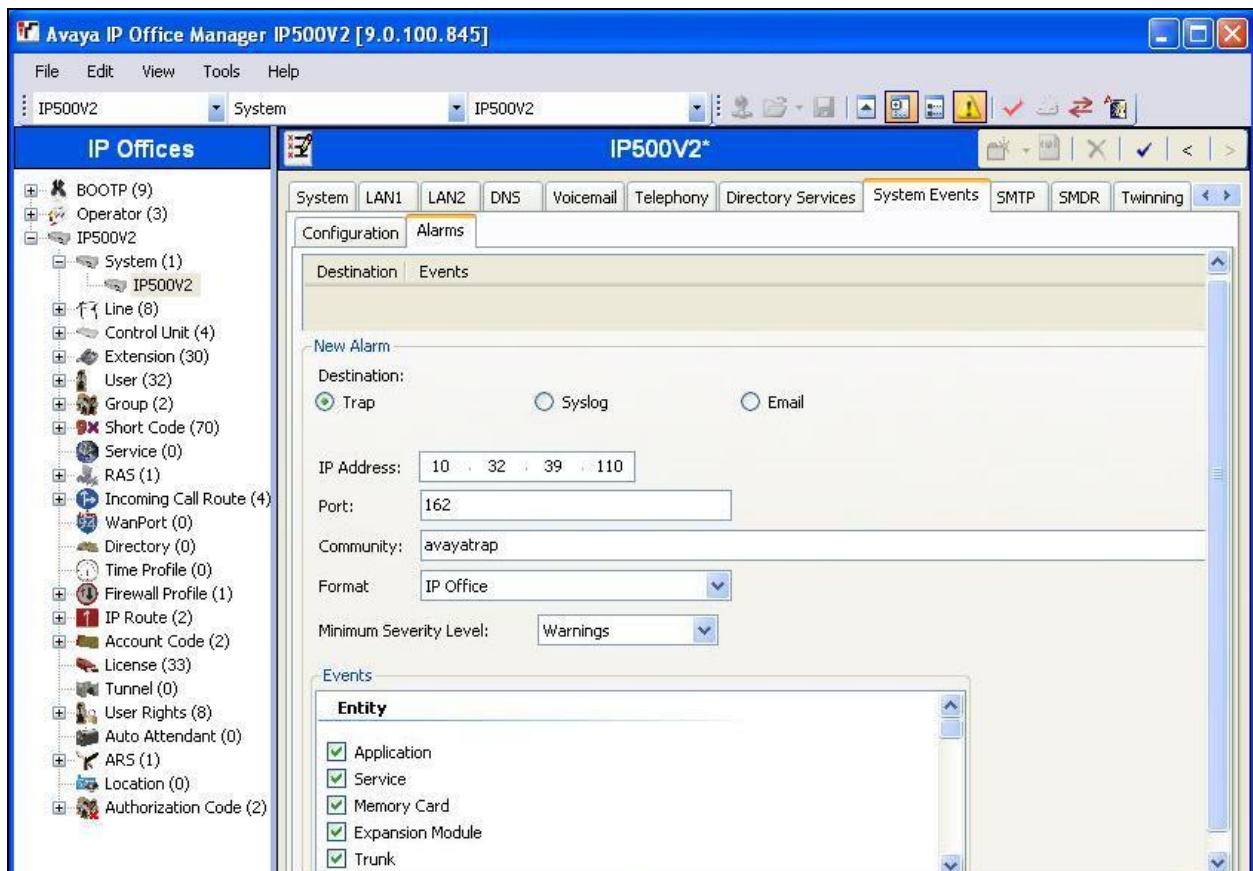 Avaya IP Office Manager IP500V2 [9.0.100.845]
File Edit View Tools Help
IP500V2 System IP500V2
IP Offices
BOOTP (9)
Operator (3)
IP500V2
System (1)
IP500V2
Line (8)
Control Unit (4)
Extension (30)
User (32)
Group (2)
Short Code (70)
Service (0)
RAS (1)
Incoming Call Route (4)
WanPort (0)
Directory (0)
Time Profile (0)
Firewall Profile (1)
IP Route (2)
Account Code (2)
License (33)
Tunnel (0)
User Rights (8)
Auto Attendant (0)
ARS (1)
Location (0)
Authorization Code (2)
IP500V2*
System LAN1 LAN2 DNS Voicemail Telephony Directory Services System Events SMTP SMDR Twinning
Configuration Alarms
Destination Events
New Alarm
Destination:
Trap Syslog Email
IP Address: 10 . 32 . 39 . 110
Port: 162
Community: avayatrap
Format IP Office
Minimum Severity Level: Warnings
Events
Entity
Application
Service
Memory Card
Expansion Module
Trunk